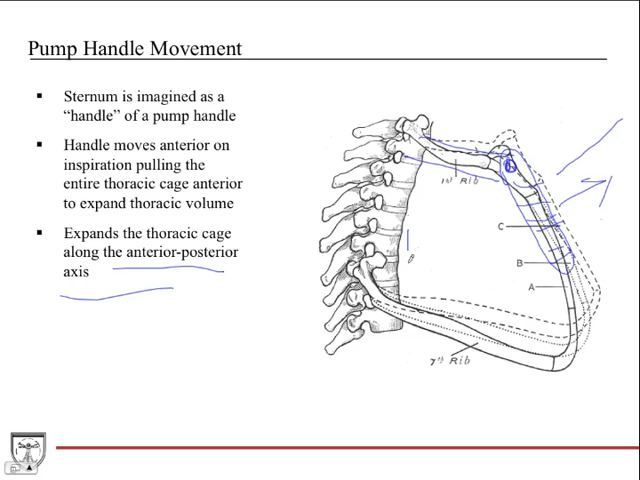 Pump Handle Movement
Sternum is imagined as a
“handle” of a pump handle
Handle moves anterior on
inspiration pulling the
entire thoracic cage anterior
to expand thoracic volume
Expands the thoracic cage
along the anterior-posterior
axis
1st Rib
C
B
A
7th Rib